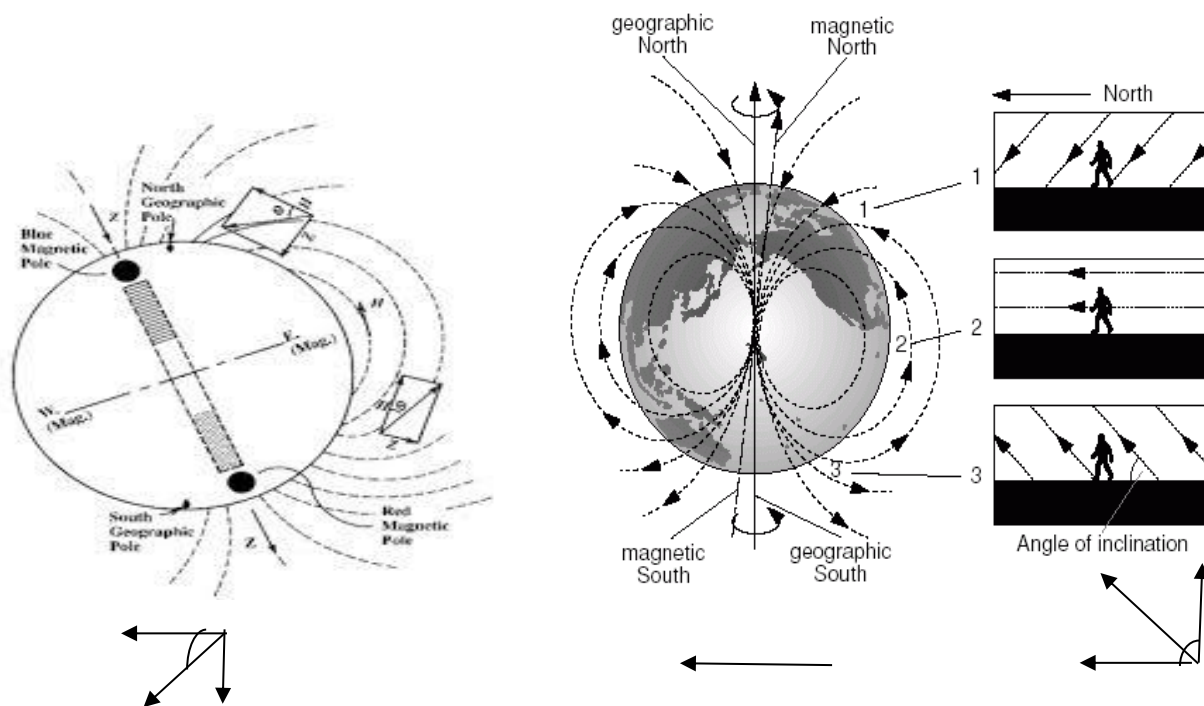 North
Geographic
Pole
Z
Blue
Magnetic
Pole
H
E.
(Mag.)
W.
(Mag.)
South
Geographic
Pole
Z
Red
Magnetic
Pole
geographic
North
magnetic
North
1
2
3
magnetic
South
geographic
South
North
1
2
3
Angle of inclination